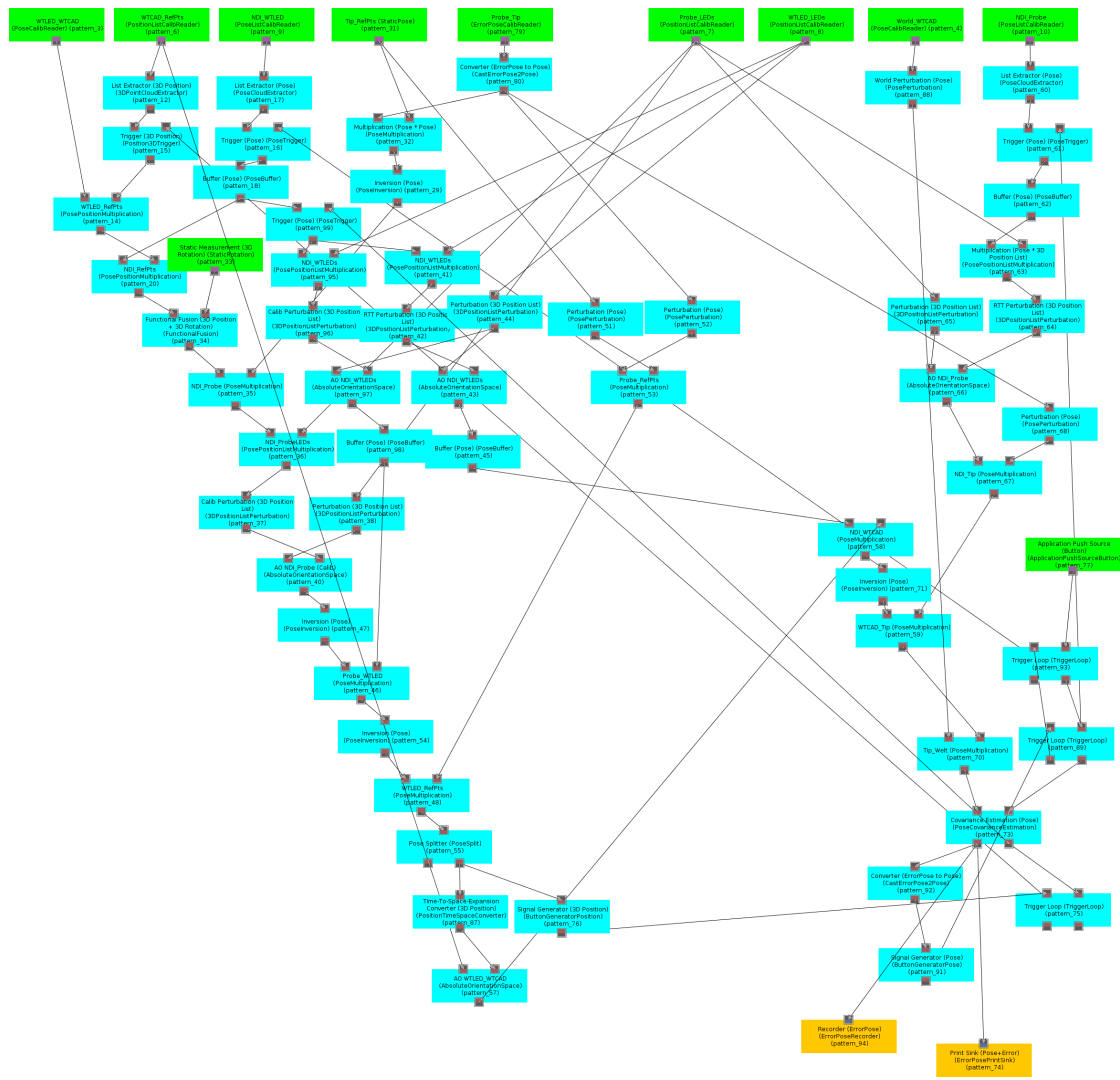 WTLED_WTCAD
(PoseCalibReader) (pattern_3)
WTCAD_RefPts
(PositionListCalibReader)
(pattern_6)
NDI_WTLED
(PoseListCalibReader)
(pattern_9)
Tip_RefPts (StaticPose)
(pattern_31)
Probe_Tip
(ErrorPoseCalibReader)
(pattern_79)
Probe_LEDs
(PositionListCalibReader)
(pattern_7)
WTLED_LEDs
(PositionListCalibReader)
(pattern_8)
World_WTCAD
(PoseCalibReader) (pattern_4)
NDI_Probe
(PoseListCalibReader)
(pattern_10)
List Extractor (3D Position)
(3DPointCloudExtractor)
(pattern_12)
List Extractor (Pose)
(PoseCloudExtractor)
(pattern_17)
Converter (ErrorPose to Pose)
(CastErrorPose2Pose)
(pattern_80)
World Perturbation (Pose)
(PosePerturbation)
(pattern_88)
List Extractor (Pose)
(PoseCloudExtractor)
(pattern_60)
Trigger (3D Position)
(Position3DTrigger)
(pattern_15)
Trigger (Pose) (PoseTrigger)
(pattern_16)
Multiplication (Pose * Pose)
(PoseMultiplication)
(pattern_32)
Trigger (Pose) (PoseTrigger)
(pattern_61)
Buffer (Pose) (PoseBuffer)
(pattern_18)
Inversion (Pose)
(PoseInversion) (pattern_29)
Buffer (Pose) (PoseBuffer)
(pattern_62)
WTLED_RefPts
(PosePositionMultiplication)
(pattern_14)
Trigger (Pose) (PoseTrigger)
(pattern_99)
Static Measurement (3D
Rotation) (StaticRotation)
(pattern_33)
NDI_RefPts
(PosePositionMultiplication)
(pattern_20)
NDI_WTLEDs
(PosePositionListMultiplication)
(pattern_95)
NDI_WTLEDs
(PosePositionListMultiplication)
(pattern_41)
Multiplication (Pose * 3D
Position List)
(PosePositionListMultiplication)
(pattern_63)
Functional Fusion (3D Position
+ 3D Rotation)
(FunctionalFusion)
(pattern_34)
Calib Perturbation (3D Position
List)
(3DPositionListPerturbation)
(pattern_96)
RTT Perturbation (3D Position
List)
(3DPositionListPerturbation)
(pattern_42)
Perturbation (3D Position List)
(3DPositionListPerturbation)
(pattern_44)
Perturbation (Pose)
(PosePerturbation)
(pattern_51)
Perturbation (Pose)
(PosePerturbation)
(pattern_52)
Perturbation (3D Position List)
(3DPositionListPerturbation)
(pattern_65)
RTT Perturbation (3D Position
List)
(3DPositionListPerturbation)
(pattern_64)
NDI_Probe (PoseMultiplication)
(pattern_35)
AO NDI_WTLEDs
(AbsoluteOrientationSpace)
(pattern_97)
AO NDI_WTLEDs
(AbsoluteOrientationSpace)
(pattern_43)
Probe_RefPts
(PoseMultiplication)
(pattern_53)
AO NDI_Probe
(AbsoluteOrientationSpace)
(pattern_66)
Perturbation (Pose)
(PosePerturbation)
(pattern_68)
NDI_ProbeLEDs
(PosePositionListMultiplication)
(pattern_36)
Buffer (Pose) (PoseBuffer)
(pattern_98)
Buffer (Pose) (PoseBuffer)
(pattern_45)
NDI_Tip (PoseMultiplication)
(pattern_67)
Calib Perturbation (3D Position
List)
(3DPositionListPerturbation)
(pattern_37)
Perturbation (3D Position List)
(3DPositionListPerturbation)
(pattern_38)
NDI_WTCAD
(PoseMultiplication)
(pattern_58)
Application Push Source
(Button)
(ApplicationPushSourceButton)
(pattern_77)
AO NDI_Probe (Calib)
(AbsoluteOrientationSpace)
(pattern_40)
Inversion (Pose)
(PoseInversion) (pattern_71)
Inversion (Pose)
(PoseInversion) (pattern_47)
WTCAD_Tip (PoseMultiplication)
(pattern_59)
Trigger Loop (TriggerLoop)
(pattern_93)
Probe_WTLED
(PoseMultiplication)
(pattern_46)
Inversion (Pose)
(PoseInversion) (pattern_54)
Tip_Welt (PoseMultiplication)
(pattern_70)
Trigger Loop (TriggerLoop)
(pattern_89)
WTLED_RefPts
(PoseMultiplication)
(pattern_48)
Covariance Estimation (Pose)
(PoseCovarianceEstimation)
(pattern_73)
Pose Splitter (PoseSplit)
(pattern_55)
Converter (ErrorPose to Pose)
(CastErrorPose2Pose)
(pattern_92)
Time-To-Space-Expansion
Converter (3D Position)
(PositionTimeSpaceConverter)
(pattern_87)
Signal Generator (3D Position)
(ButtonGeneratorPosition)
(pattern_76)
Trigger Loop (TriggerLoop)
(pattern_75)
AO WTLED_WTCAD
(AbsoluteOrientationSpace)
(pattern_57)
Signal Generator (Pose)
(ButtonGeneratorPose)
(pattern_91)
Recorder (ErrorPose)
(ErrorPoseRecorder)
(pattern_94)
Print Sink (Pose+Error)
(ErrorPosePrintSink)
(pattern_74)